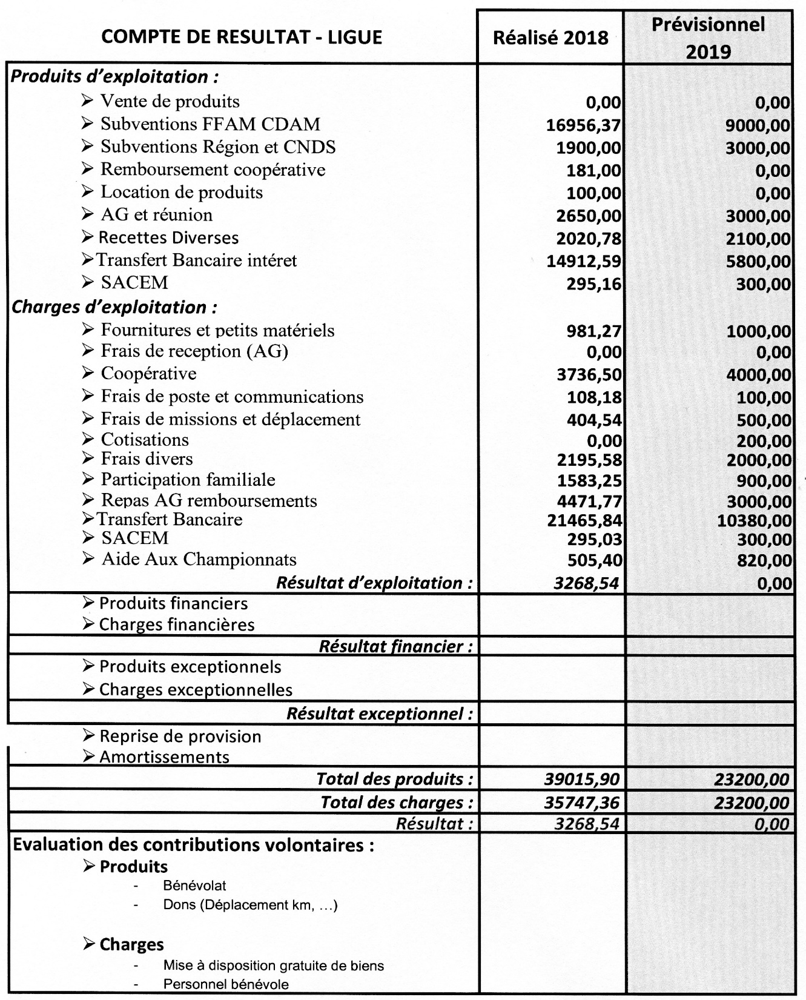 COMPTE DE RESULTAT - LIGUE Réalisé 2018 Prévisionnel 2019
Produits d'exploitation :
➢ Vente de produits 0,00 0,00
➢ Subventions FFAM CDAM 16956,37 9000,00
➢ Subventions Région et CNDS 1900,00 3000,00
➢ Remboursement coopérative 181,00 0,00
➢ Location de produits 100,00 0,00
➢ AG et réunion 2650,00 3000,00
➢ Recettes Diverses 2020,78 2100,00
➢Transfert Bancaire intéret 14912,59 5800,00
➢ SACEM 295,16 300,00
Charges d'exploitation :
➢ Fournitures et petits matériels 981,27 1000,00
➢ Frais de reception (AG) 0,00 0,00
➢ Coopérative 3736,50 4000,00
➢ Frais de poste et communications 108,18 100,00
➢ Frais de missions et déplacement 404,54 500,00
➢ Cotisations 0,00 200,00
➢ Frais divers 2195,58 2000,00
➢ Participation familiale 1583,25 900,00
➢ Repas AG remboursements 4471,77 3000,00
➢Transfert Bancaire 21465,84 10380,00
➢ SACEM 295,03 300,00
➢ Aide Aux Championnats 505,40 820,00
Résultat d'exploitation : 3268,54 0,00
➢ Produits financiers
➢ Charges financières
Résultat financier :
➢ Produits exceptionnels
➢ Charges exceptionnelles
Résultat exceptionnel :
➢ Reprise de provision
➢ Amortissements
Total des produits : 39015,90 23200,00
Total des charges : 35747,36 23200,00
Résultat : 3268,54 0,00
Evaluation des contributions volontaires :
➢ Produits
- Bénévolat
- Dons (Déplacement km, …)
➢ Charges
- Mise à disposition gratuite de biens
- Personnel bénévole